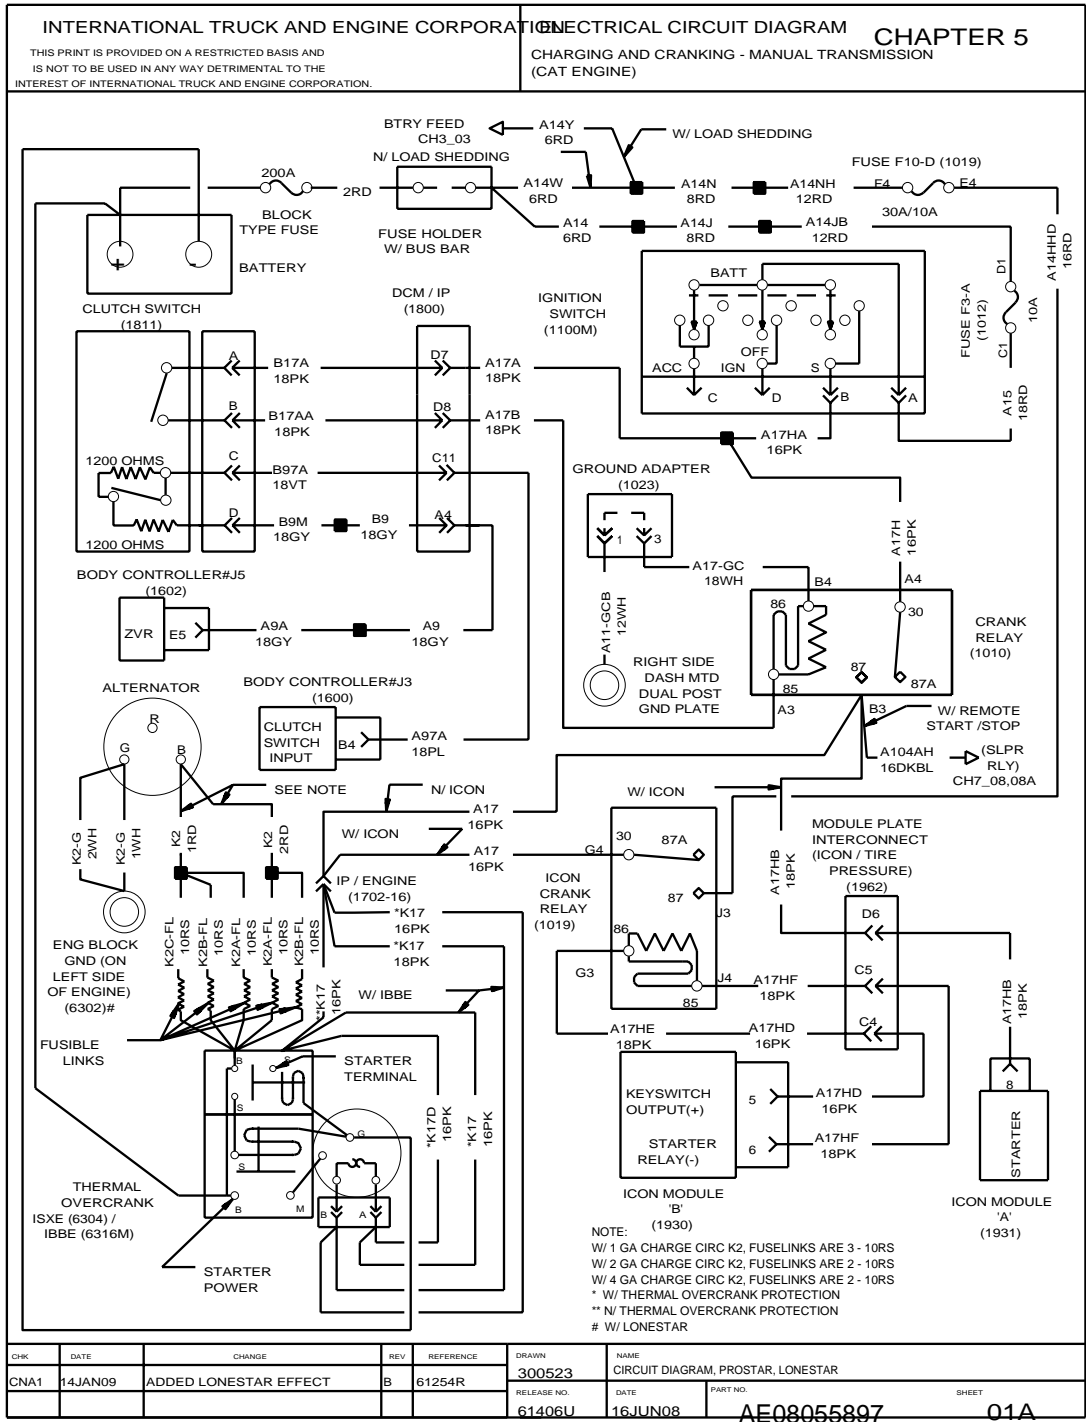 INTERNATIONAL TRUCK AND ENGINE CORPORATION
THIS PRINT IS PROVIDED ON A RESTRICTED BASIS AND
IS NOT TO BE USED IN ANY WAY DETRIMENTAL TO THE
INTEREST OF INTERNATIONAL TRUCK AND ENGINE CORPORATION.
ELECTRICAL CIRCUIT DIAGRAM
CHAPTER 5
CHARGING AND CRANKING - MANUAL TRANSMISSION
(CAT ENGINE)
BTRY FEED
CH3_03
A14Y
6RD
W/ LOAD SHEDDING
N/ LOAD SHEDDING
FUSE F10-D (1019)
200A
2RD
A14W
6RD
A14N
8RD
A14NH
12RD
E4
E4
30A/10A
BLOCK
TYPE FUSE
FUSE HOLDER
W/ BUS BAR
A14
6RD
A14J
8RD
A14JB
12RD
A14HHD
16RD
+
-
BATTERY
BATT
D1
FUSE F3-A
(1012)
10A
C1
CLUTCH SWITCH
(1811)
DCM / IP
(1800)
IGNITION
SWITCH
(1100M)
OFF
ACC
IGN
S
C
D
B
A
A15
18RD
A
B17A
18PK
D7
A17A
18PK
B
B17AA
18PK
D8
A17B
18PK
A17HA
16PK
1200 OHMS
C
B97A
18VT
C11
GROUND ADAPTER
(1023)
D
B9M
18GY
B9
18GY
A4
1
3
A17H
16PK
1200 OHMS
A17-GC
18WH
B4
A4
BODY CONTROLLER#J5
(1602)
A11-GCB
12WH
86
30
ZVR
E5
A9A
18GY
A9
18GY
CRANK
RELAY
(1010)
RIGHT SIDE
DASH MTD
DUAL POST
GND PLATE
87
87A
85
ALTERNATOR
BODY CONTROLLER#J3
(1600)
A3
B3
W/ REMOTE
START /STOP
R
G
B
CLUTCH
SWITCH
INPUT
B4
A97A
18PL
A104AH
16DKBL
(SLPR
RLY)
CH7_08,08A
SEE NOTE
N/ ICON
W/ ICON
A17
16PK
K2-G
2WH
K2-G
1WH
K2
1RD
K2
2RD
W/ ICON
A17
16PK
G4
30
87A
MODULE PLATE
INTERCONNECT
(ICON / TIRE
PRESSURE)
(1962)
A17HB
18PK
IP / ENGINE
(1702-16)
ICON
CRANK
RELAY
(1019)
87
J3
D6
*K17
16PK
*K17
18PK
86
ENG BLOCK
GND (ON
LEFT SIDE
OF ENGINE)
(6302)#
K2C-FL
10RS
K2B-FL
10RS
K2A-FL
10RS
K2A-FL
10RS
K2B-FL
10RS
G3
J4
85
A17HF
18PK
C5
W/ IBBE
**K17
16PK
A17HB
18PK
A17HE
18PK
A17HD
16PK
C4
FUSIBLE
LINKS
B
S
STARTER
TERMINAL
S
KEYSWITCH
OUTPUT(+)
5
A17HD
16PK
8
*K17D
16PK
*K17
16PK
G
STARTER
RELAY(-)
6
A17HF
18PK
STARTER
S
THERMAL
OVERCRANK
ISXE (6304) /
IBBE (6316M)
B
M
B
A
ICON MODULE
'B'
(1930)
ICON MODULE
'A'
(1931)
STARTER
POWER
NOTE:
W/ 1 GA CHARGE CIRC K2, FUSELINKS ARE 3 - 10RS
W/ 2 GA CHARGE CIRC K2, FUSELINKS ARE 2 - 10RS
W/ 4 GA CHARGE CIRC K2, FUSELINKS ARE 2 - 10RS
* W/ THERMAL OVERCRANK PROTECTION
** N/ THERMAL OVERCRANK PROTECTION
# W/ LONESTAR
CHK DATE CHANGE REV REFERENCE
CNA1 14JAN09 ADDED LONESTAR EFFECT B 61254R
DRAWN
300523
NAME
CIRCUIT DIAGRAM, PROSTAR, LONESTAR
RELEASE NO.
61406U
DATE
16JUN08
PART NO.
AE08055897
SHEET
01A